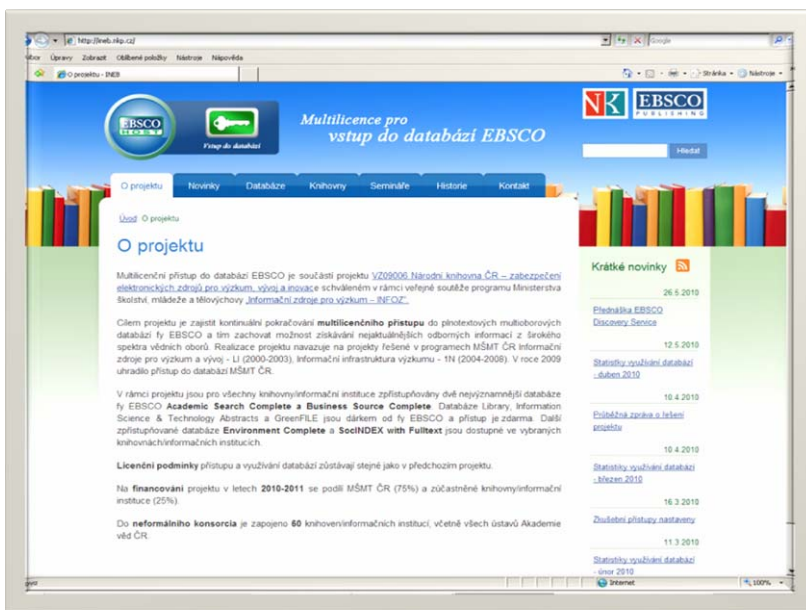 http://ineb.nkp.cz/
Google
Úpravy Zobrazit Oblíbené položky Nástroje Nápověda
O projektu - INEB
Stránka Nástroje
EBSCO
HOST
Vstup do databází
Multilicence pro
vstup do databází EBSCO
NK EBSCO
PUBLISHING
Hledat
O projektu Novinky Databáze Knihovny Semináře Historie Kontakt
Úvod O projektu
O projektu
Multilicenční přístup do databází EBSCO je součástí projektu VZ09006 Národní knihovna ČR – zabezpečení
elektronických zdrojů pro výzkum, vývoj a inovace schváleném v rámci veřejné soutěže programu Ministerstva
školství, mládeže a tělovýchovy „Informační zdroje pro výzkum – INFOZ".
Cílem projektu je zajistit kontinuální pokračování multilicenčního přístupu do plnotextových multioborových
databází fy EBSCO a tím zachovat možnost získávání nejaktuálnějších odborných informací z širokého
spektra vědních oborů. Realizace projektu navazuje na projekty řešené v programech MŠMT ČR Informační
zdroje pro výzkum a vývoj - LI (2000-2003), Informační infrastruktura výzkumu - 1N (2004-2008). V roce 2009
uhradilo přístup do databází MŠMT ČR.
V rámci projektu jsou pro všechny knihovny/informační instituce zpřístupňovány dvě nejvýznamnější databáze
fy EBSCO Academic Search Complete a Business Source Complete. Databáze Library, Information
Science & Technology Abstracts a GreenFILE jsou dárkem od fy EBSCO a přístup je zdarma. Další
zpřístupňované databáze Environment Complete a SocINDEX with Fulltext jsou dostupné ve vybraných
knihovnách/informačních institucích.
Licenční podmínky přístupu a využívání databází zůstávají stejné jako v předchozím projektu.
Na financování projektu v letech 2010-2011 se podílí MŠMT ČR (75%) a zúčastněné knihovny/informační
instituce (25%).
Do neformálního konsorcia je zapojeno 60 knihoven/informačních institucí, včetně všech ústavů Akademie
věd ČR.
Krátké novinky
26.5.2010
Přednáška EBSCO
Discovery Service
12.5.2010
Statistiky využívání databází
- duben 2010
10.4.2010
Průběžná zpráva o řešení
projektu
10.4.2010
Statistiky využívání databází
- březen 2010
16.3.2010
Zkušební přístupy nastaveny
11.3.2010
Statistiky využívání databází
- únor 2010
Internet 100%